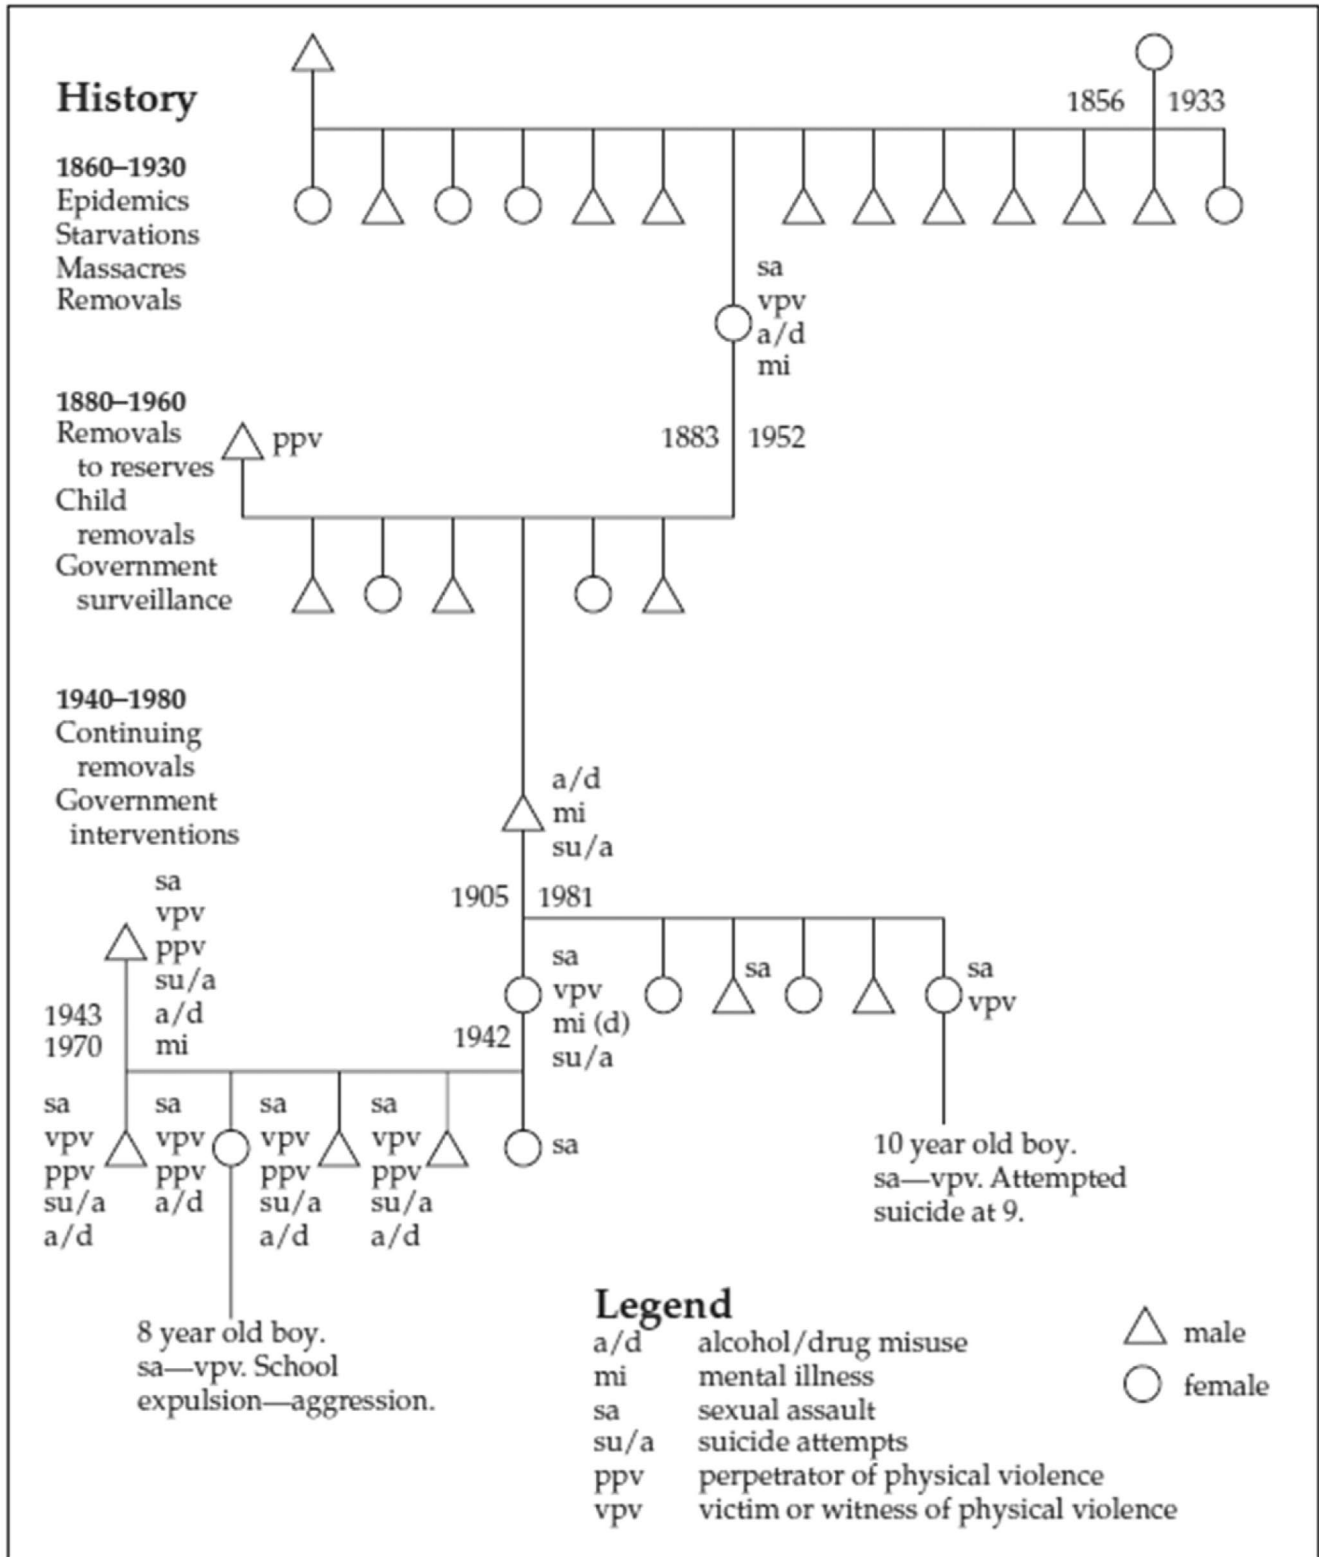 History
1856 1933
1860–1930
Epidemics
Starvations
Massacres
Removals
sa
vpv
a/d
mi
1880–1960
Removals
to reserves
Child
removals
Government
surveillance
ppv
1883 1952
1940–1980
Continuing
removals
Government
interventions
a/d
mi
su/a
1905 1981
sa
vpv
ppv
su/a
a/d
mi
1943
1970
sa
vpv
mi (d)
su/a
1942
sa
sa
vpv
sa
vpv
ppv
su/a
a/d
sa
vpv
ppv
a/d
sa
vpv
ppv
su/a
a/d
sa
vpv
ppv
su/a
a/d
sa
10 year old boy.
sa—vpv. Attempted
suicide at 9.
8 year old boy.
sa—vpv. School
expulsion—aggression.
Legend
a/d alcohol/drug misuse
mi mental illness
sa sexual assault
su/a suicide attempts
ppv perpetrator of physical violence
vpv victim or witness of physical violence
male
female